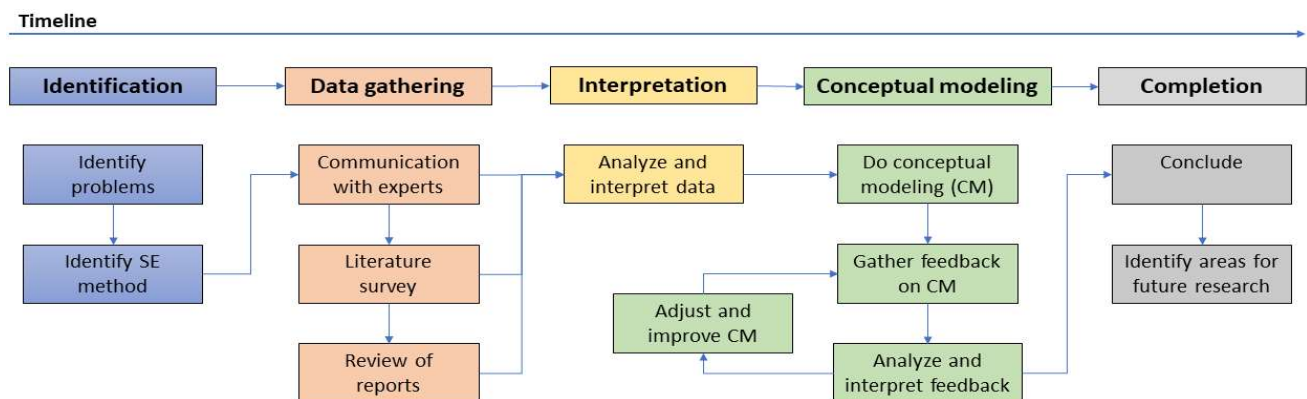 Timeline
Identification
Data gathering
Interpretation
Conceptual modeling
Completion
Identify
problems
Identify SE
method
Communication
with experts
Literature
survey
Review of
reports
Analyze and
interpret data
Do conceptual
modeling (CM)
Gather feedback
on CM
Adjust and
improve CM
Analyze and
interpret feedback
Conclude
Identify areas for
future research